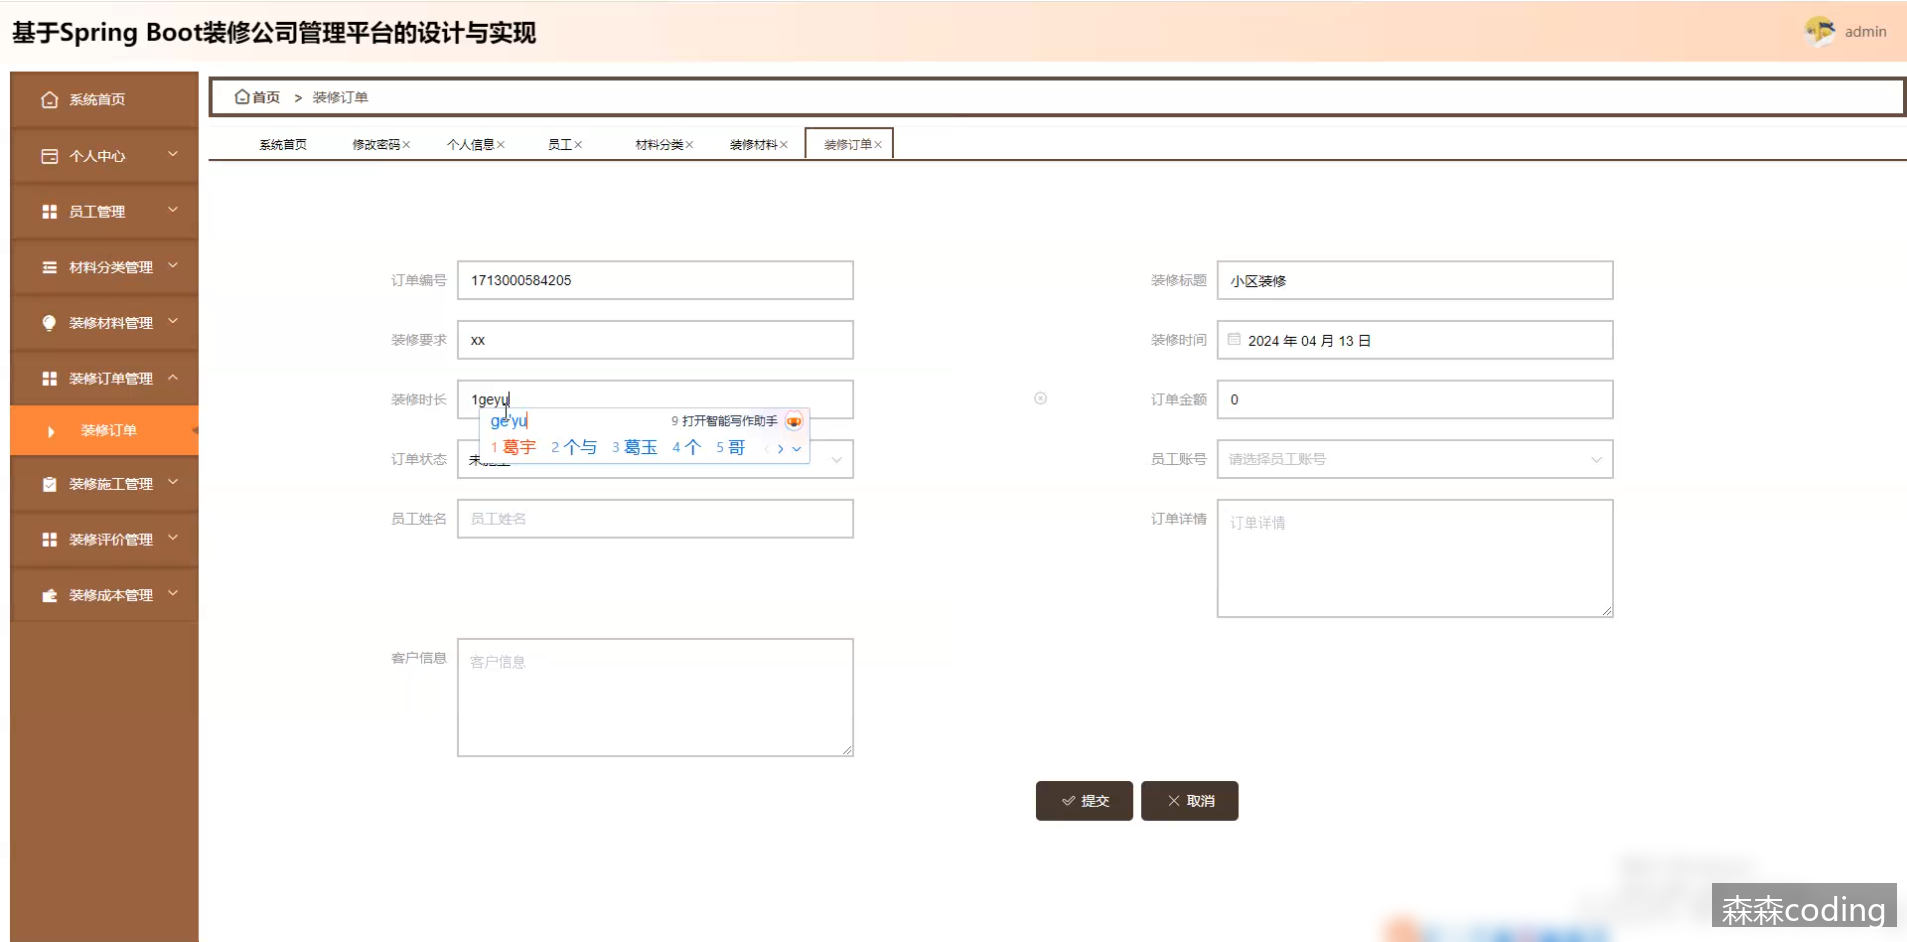 基于Spring Boot装修公司管理平台的设计与实现
admin
系统首页
个人中心
员工管理
材料分类管理
装修材料管理
装修订单管理
装修订单
装修施工管理
装修评价管理
装修成本管理
首页 > 装修订单
系统首页 修改密码× 个人信息× 员工× 材料分类× 装修材料× 装修订单×
订单编号 1713000584205
装修标题 小区装修
装修要求 xx
装修时间 2024 年 04 月 13 日
装修时长 1geyu
订单金额 0
ge'yu 9 打开智能写作助手
1 葛宇 2 个与 3 葛玉 4 个 5 哥
订单状态
员工账号 请选择员工账号
员工姓名 员工姓名
订单详情 订单详情
客户信息 客户信息
提交 取消
森森coding